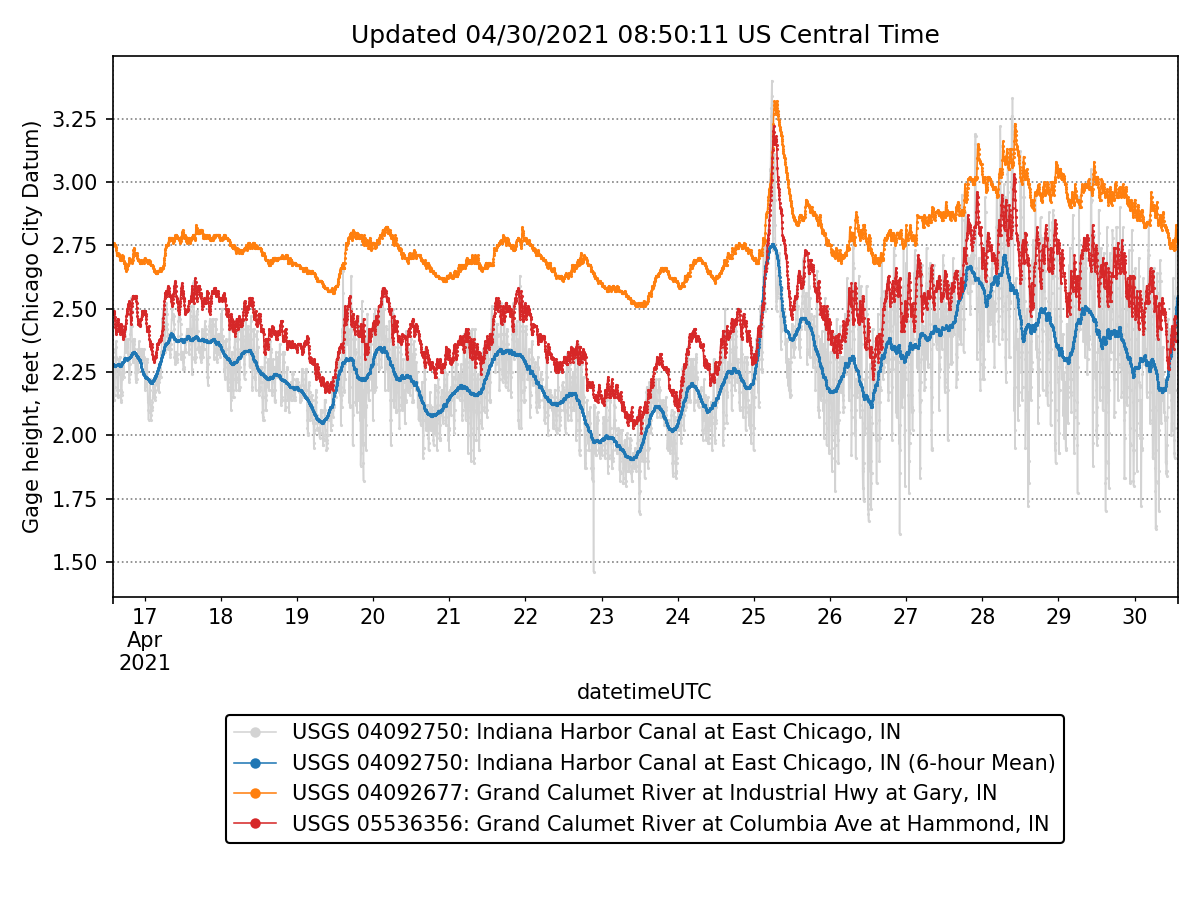 Updated 04/30/2021 08:50:11 US Central Time
Gage height, feet (Chicago City Datum)
3.25
3.00
2.75
2.50
2.25
2.00
1.75
1.50
17 18 19 20 21 22 23 24 25 26 27 28 29 30
Apr
2021
datetimeUTC
USGS 04092750: Indiana Harbor Canal at East Chicago, IN
USGS 04092750: Indiana Harbor Canal at East Chicago, IN (6-hour Mean)
USGS 04092677: Grand Calumet River at Industrial Hwy at Gary, IN
USGS 05536356: Grand Calumet River at Columbia Ave at Hammond, IN